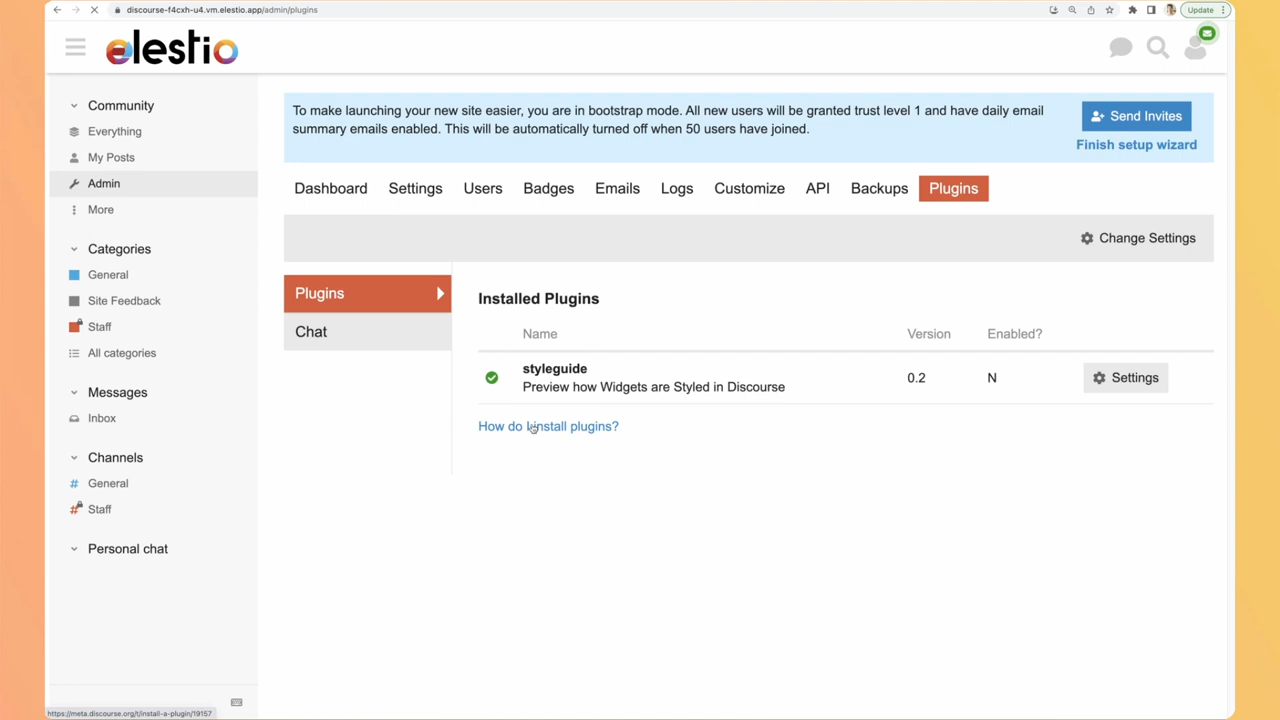 discourse-f4cxh-u4.vm.elestio.app/admin/plugins
Update
elestio
Community
Everything
My Posts
Admin
More
Categories
General
Site Feedback
Staff
All categories
Messages
Inbox
Channels
# General
# Staff
Personal chat
To make launching your new site easier, you are in bootstrap mode. All new users will be granted trust level 1 and have daily email
summary emails enabled. This will be automatically turned off when 50 users have joined.
Send Invites
Finish setup wizard
Dashboard Settings Users Badges Emails Logs Customize API Backups Plugins
Change Settings
Plugins
Chat
Installed Plugins
Name Version Enabled?
styleguide
Preview how Widgets are Styled in Discourse
0.2 N Settings
How do I install plugins?
https://meta.discourse.org/t/install-a-plugin/19157